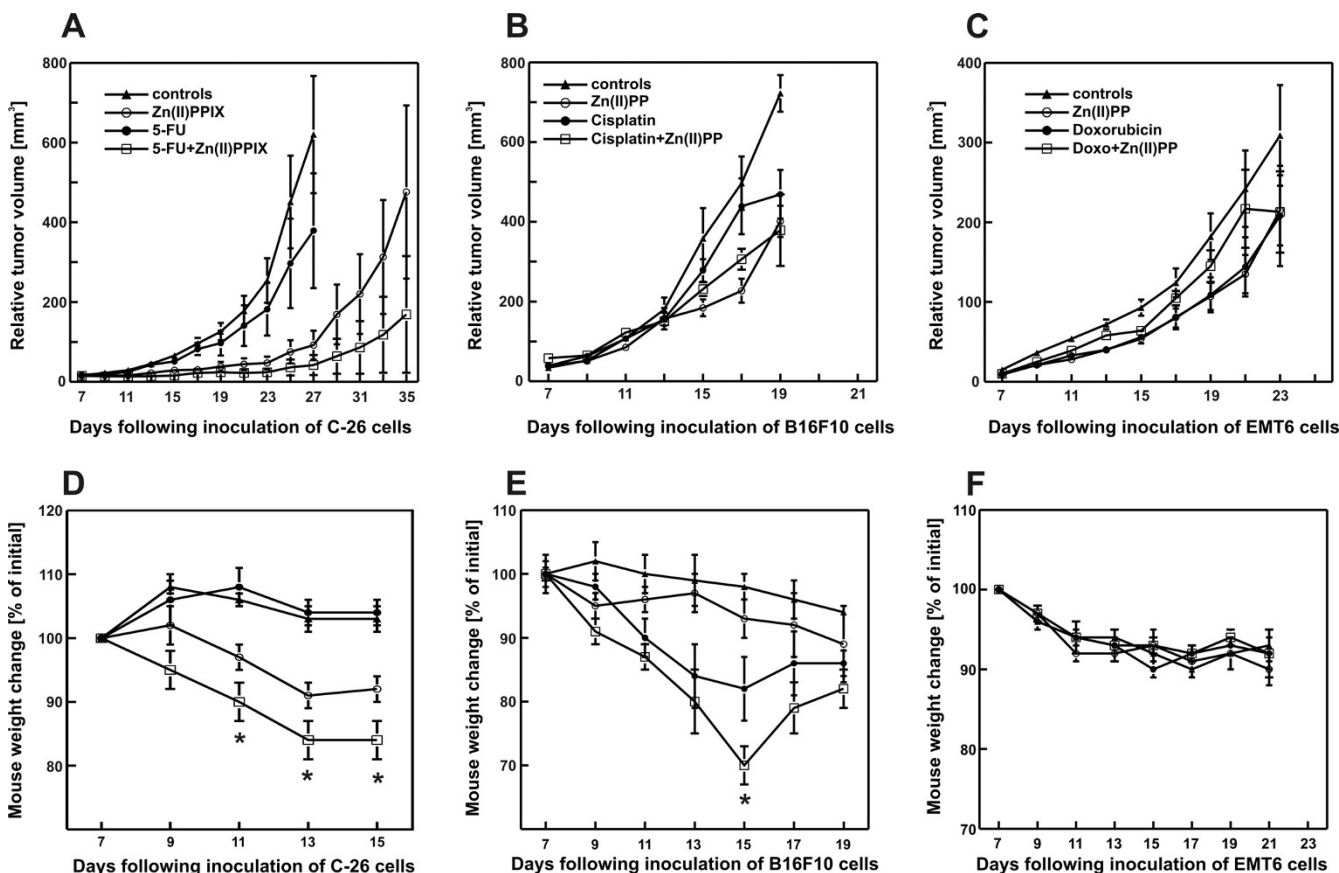 A
Relative tumor volume [mm³]
800
600
400
200
0
controls
Zn(II)PPIX
5-FU
5-FU+Zn(II)PPIX
7 11 15 19 23 27 31 35
Days following inoculation of C-26 cells
B
Relative tumor volume [mm³]
800
600
400
200
0
controls
Zn(II)PP
Cisplatin
Cisplatin+Zn(II)PP
7 11 15 19 21
Days following inoculation of B16F10 cells
C
Relative tumor volume [mm³]
400
300
200
100
0
controls
Zn(II)PP
Doxorubicin
Doxo+Zn(II)PP
7 11 15 19 23
Days following inoculation of EMT6 cells
D
Mouse weight change [% of initial]
120
110
100
90
80
*
*
*
7 9 11 13 15
Days following inoculation of C-26 cells
E
Mouse weight change [% of initial]
110
100
90
80
70
60
*
7 9 11 13 15 17 19
Days following inoculation of B16F10 cells
F
Mouse weight change [% of initial]
110
100
90
80
70
7 9 11 13 15 17 19 21 23
Days following inoculation of EMT6 cells